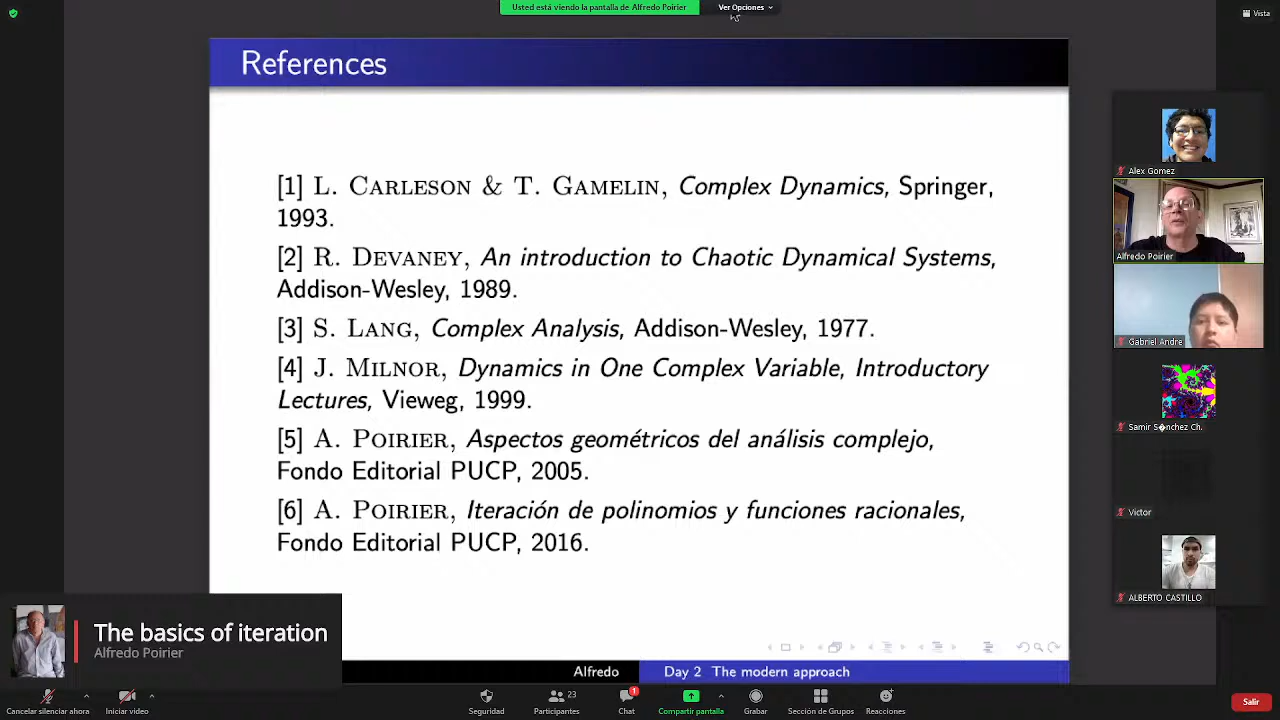 Usted está viendo la pantalla de Alfredo Poirier
Ver Opciones
Vista
References
[1] L. CARLESON & T. GAMELIN, Complex Dynamics, Springer,
1993.
[2] R. DEVANEY, An introduction to Chaotic Dynamical Systems,
Addison-Wesley, 1989.
[3] S. LANG, Complex Analysis, Addison-Wesley, 1977.
[4] J. MILNOR, Dynamics in One Complex Variable, Introductory
Lectures, Vieweg, 1999.
[5] A. POIRIER, Aspectos geométricos del análisis complejo,
Fondo Editorial PUCP, 2005.
[6] A. POIRIER, Iteración de polinomios y funciones racionales,
Fondo Editorial PUCP, 2016.
Alex Gomez
Alfredo Poirier
Gabriel Andre
Samir S�nchez Ch.
Victor
ALBERTO CASTILLO
The basics of iteration
Alfredo Poirier
Alfredo
Day 2 The modern approach
Cancelar silenciar ahora
Iniciar video
Seguridad
23
Participantes
1
Chat
Compartir pantalla
Grabar
Sección de Grupos
Reacciones
Salir